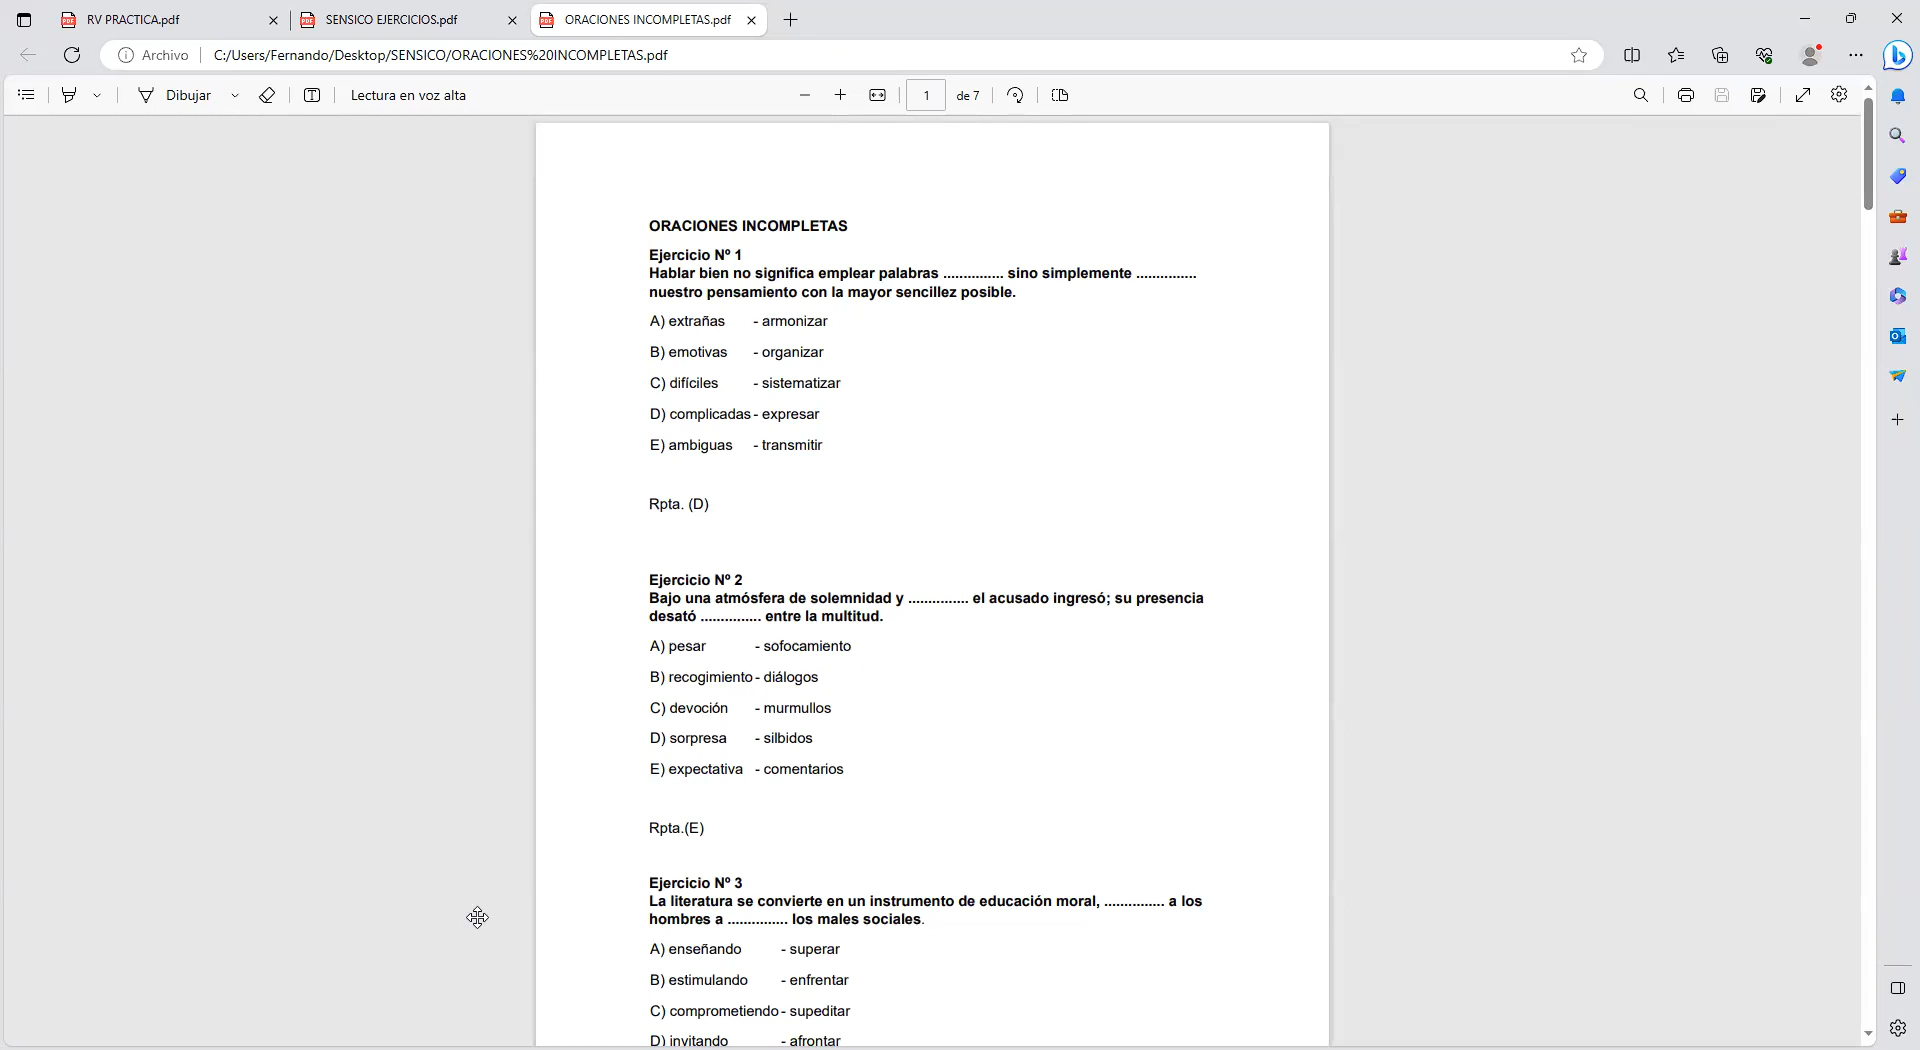 RV PRACTICA.pdf
SENSICO EJERCICIOS.pdf
ORACIONES INCOMPLETAS.pdf
Archivo
C:/Users/Fernando/Desktop/SENSICO/ORACIONES%20INCOMPLETAS.pdf
Dibujar
Lectura en voz alta
1 de 7
ORACIONES INCOMPLETAS
Ejercicio Nº 1
Hablar bien no significa emplear palabras ............... sino simplemente ...............
nuestro pensamiento con la mayor sencillez posible.
A) extrañas - armonizar
B) emotivas - organizar
C) difíciles - sistematizar
D) complicadas - expresar
E) ambiguas - transmitir
Rpta. (D)
Ejercicio Nº 2
Bajo una atmósfera de solemnidad y ............... el acusado ingresó; su presencia
desató ............... entre la multitud.
A) pesar - sofocamiento
B) recogimiento - diálogos
C) devoción - murmullos
D) sorpresa - silbidos
E) expectativa - comentarios
Rpta.(E)
Ejercicio Nº 3
La literatura se convierte en un instrumento de educación moral, ............... a los
hombres a ............... los males sociales.
A) enseñando - superar
B) estimulando - enfrentar
C) comprometiendo - supeditar
D) invitando - afrontar